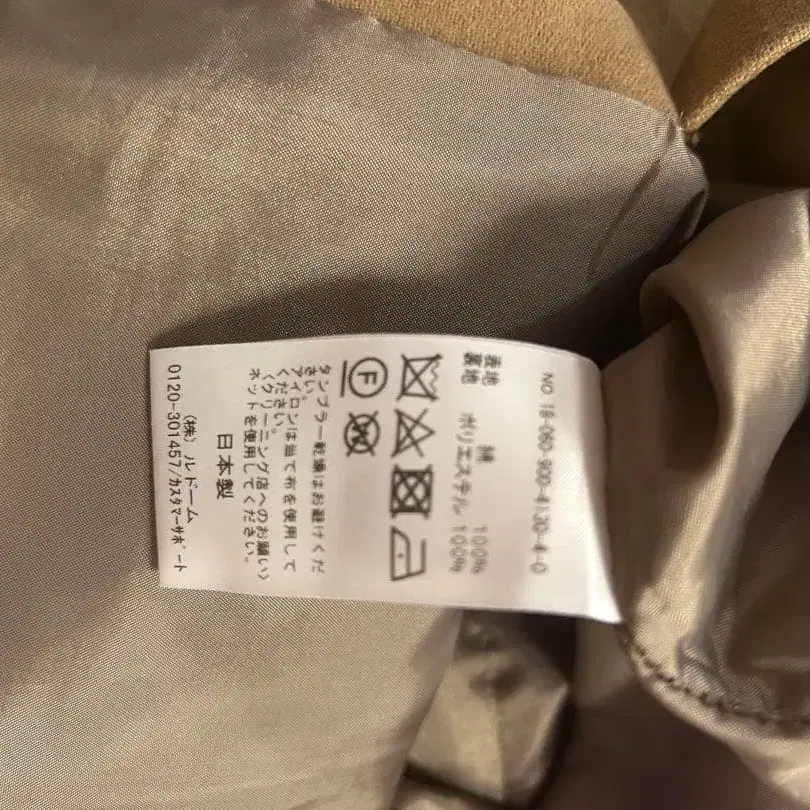 NO 18-060-900-4130-4-0
表地 綿 100%
裏地 ポリエステル 100%
F
W
タンブラー乾燥はお避けくだ
さい。
アイロンは当て布を使用して
ください。
〈クリーニング店へのお願い〉
ネットを使用してください。
日本製
(株)ルドーム
0120-301457/カスタマーサポート